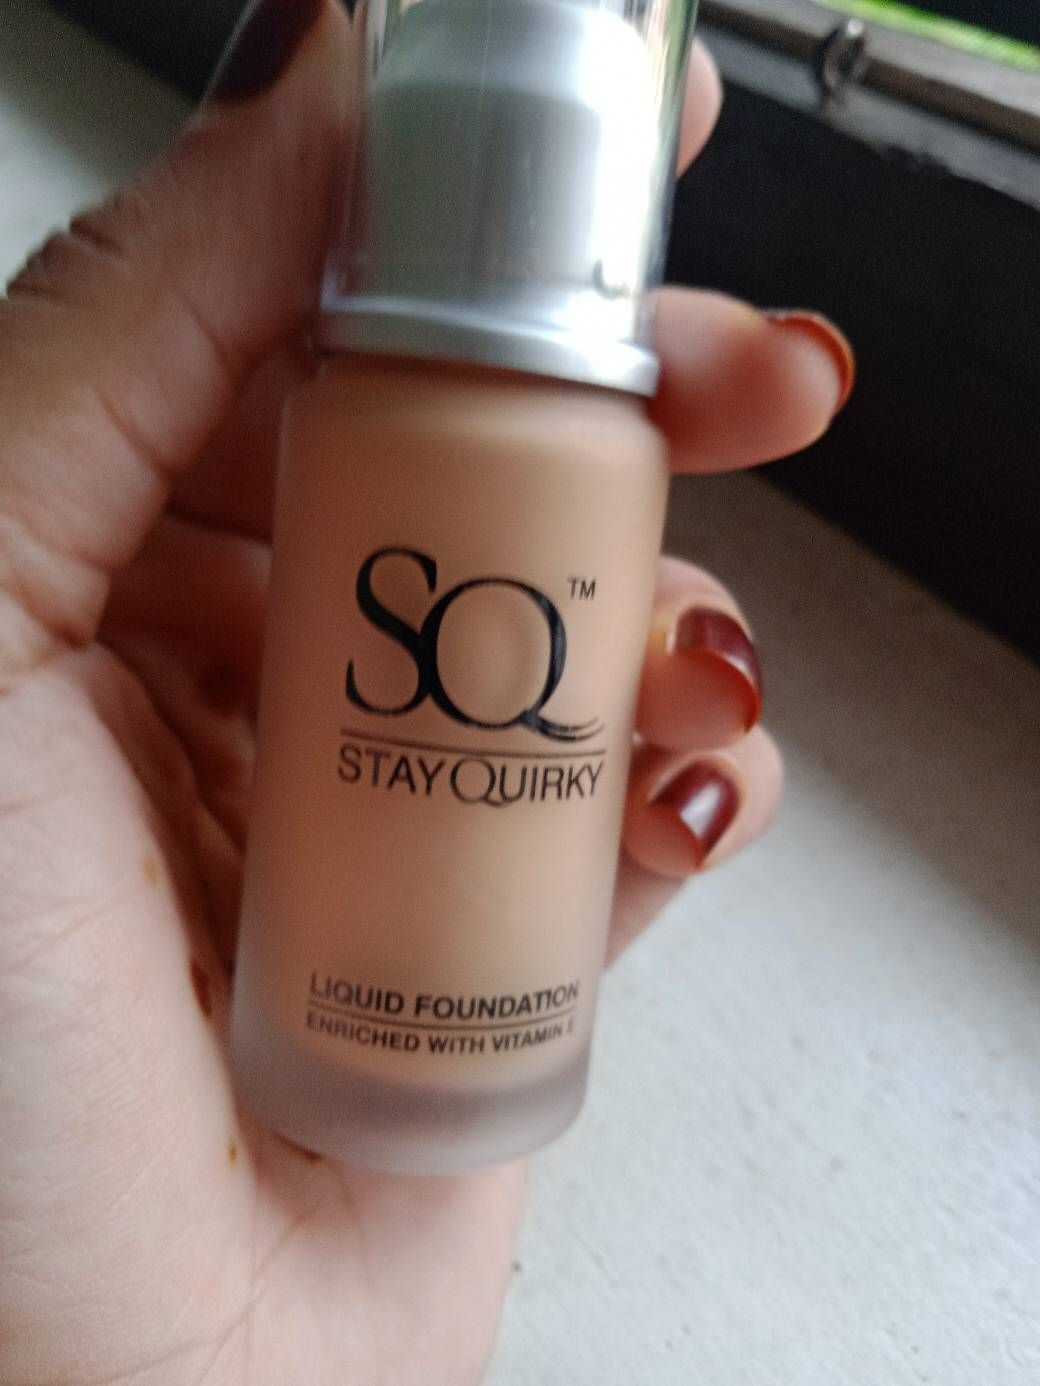 SQ™
STAY QUIRKY
LIQUID FOUNDATION
ENRICHED WITH VITAMIN E